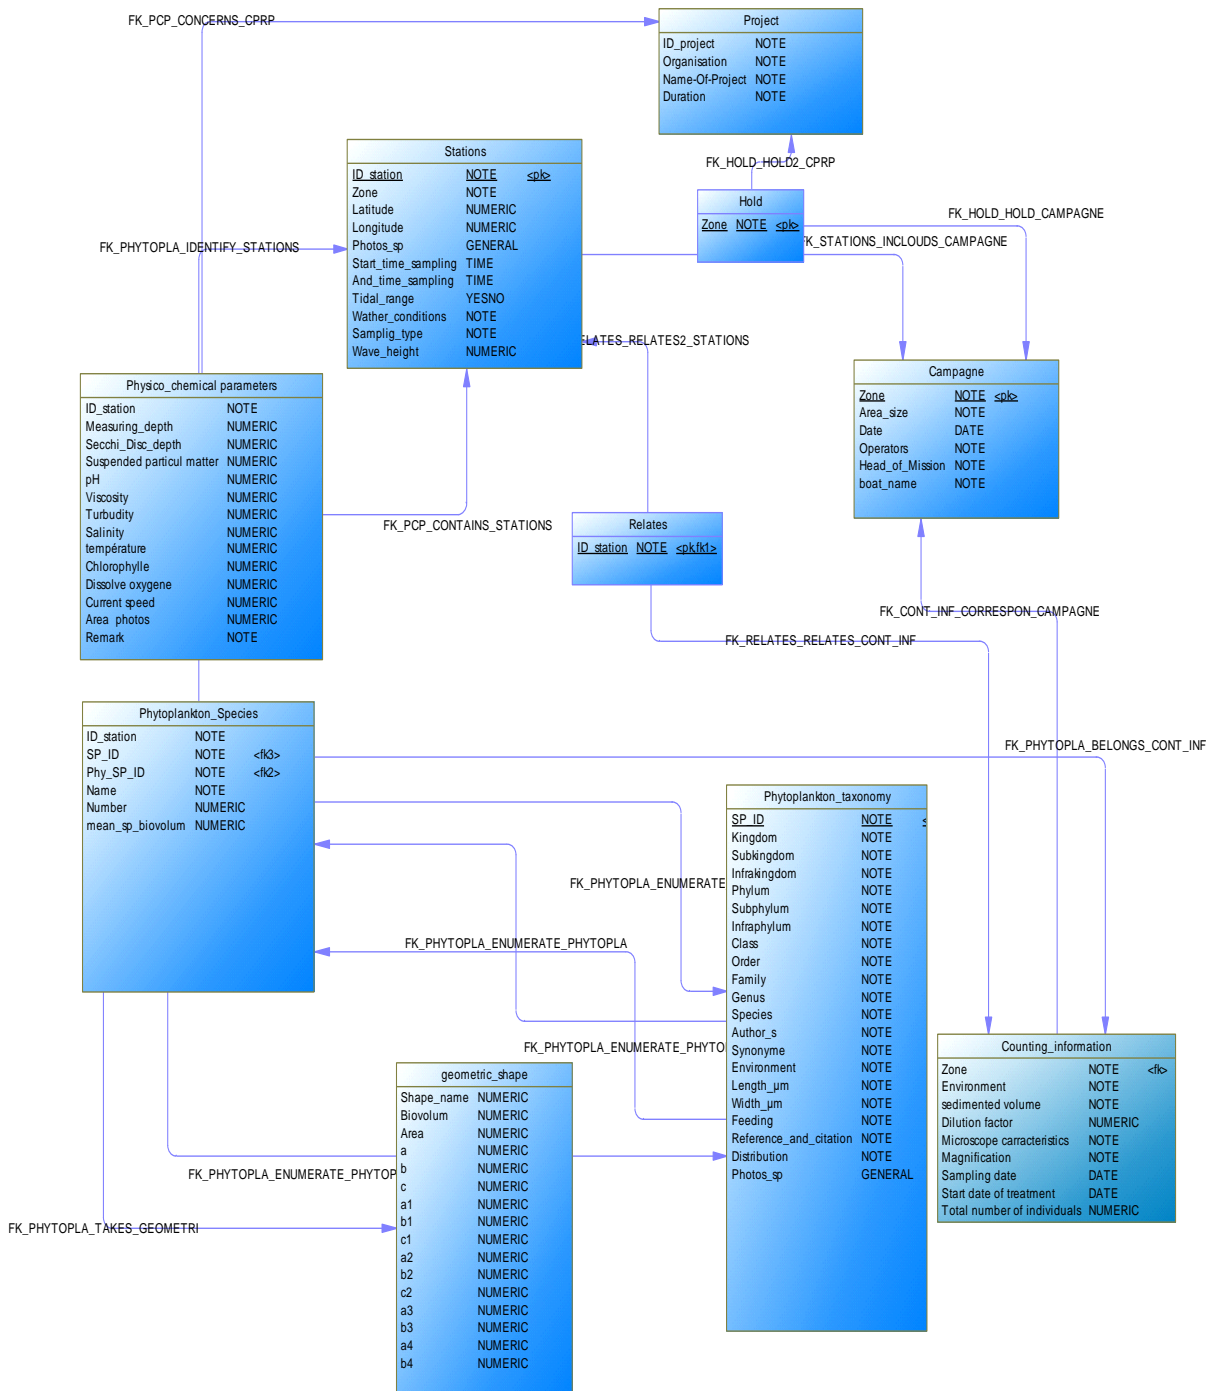 FK_PCP_CONCERNS_CPRP
Project
ID_project NOTE
Organisation NOTE
Name-Of-Project NOTE
Duration NOTE
FK_HOLD_HOLD2_CPRP
Stations
ID_station NOTE <pk>
Zone NOTE
Latitude NUMERIC
Longitude NUMERIC
Photos_sp GENERAL
Start_time_sampling TIME
And_time_sampling TIME
Tidal_range YESNO
Wather_conditions NOTE
Samplig_type NOTE
Wave_height NUMERIC
Hold
Zone NOTE <pk>
FK_HOLD_HOLD_CAMPAGNE
FK_STATIONS_INCLOUDS_CAMPAGNE
FK_PHYTOPLA_IDENTIFY_STATIONS
ELATES_RELATES2_STATIONS
Campagne
Zone NOTE <pk>
Area_size NOTE
Date DATE
Operators NOTE
Head_of_Mission NOTE
boat_name NOTE
Physico_chemical parameters
ID_station NOTE
Measuring_depth NUMERIC
Secchi_Disc_depth NUMERIC
Suspended particul matter NUMERIC
pH NUMERIC
Viscosity NUMERIC
Turbudity NUMERIC
Salinity NUMERIC
température NUMERIC
Chlorophylle NUMERIC
Dissolve oxygene NUMERIC
Current speed NUMERIC
Area photos NUMERIC
Remark NOTE
FK_PCP_CONTAINS_STATIONS
Relates
ID_station NOTE <pk.fk1>
FK_CONT_INF_CORRESPON_CAMPAGNE
FK_RELATES_RELATES_CONT_INF
Phytoplankton_Species
ID_station NOTE
SP_ID NOTE <fk3>
Phy_SP_ID NOTE <fk2>
Name NOTE
Number NUMERIC
mean_sp_biovolum NUMERIC
FK_PHYTOPLA_BELONGS_CONT_INF
Phytoplankton_taxonomy
SP_ID NOTE <
Kingdom NOTE
Subkingdom NOTE
Infrakingdom NOTE
Phylum NOTE
Subphylum NOTE
Infraphylum NOTE
Class NOTE
Order NOTE
Family NOTE
Genus NOTE
Species NOTE
Author_s NOTE
Synonyme NOTE
Environment NOTE
Length_µm NOTE
Width_µm NOTE
Feeding NOTE
Reference_and_citation NOTE
Distribution NOTE
Photos_sp GENERAL
FK_PHYTOPLA_ENUMERATE
FK_PHYTOPLA_ENUMERATE_PHYTOPLA
FK_PHYTOPLA_ENUMERATE_PHYTO
Counting_information
Zone NOTE <fk>
Environment NOTE
sedimented volume NOTE
Dilution factor NUMERIC
Microscope carracteristics NOTE
Magnification NOTE
Sampling date DATE
Start date of treatment DATE
Total number of individuals NUMERIC
geometric_shape
Shape_name NUMERIC
Biovolum NUMERIC
Area NUMERIC
a NUMERIC
b NUMERIC
c NUMERIC
a1 NUMERIC
b1 NUMERIC
c1 NUMERIC
a2 NUMERIC
b2 NUMERIC
c2 NUMERIC
a3 NUMERIC
b3 NUMERIC
a4 NUMERIC
b4 NUMERIC
FK_PHYTOPLA_ENUMERATE_PHYTOP
FK_PHYTOPLA_TAKES_GEOMETRI